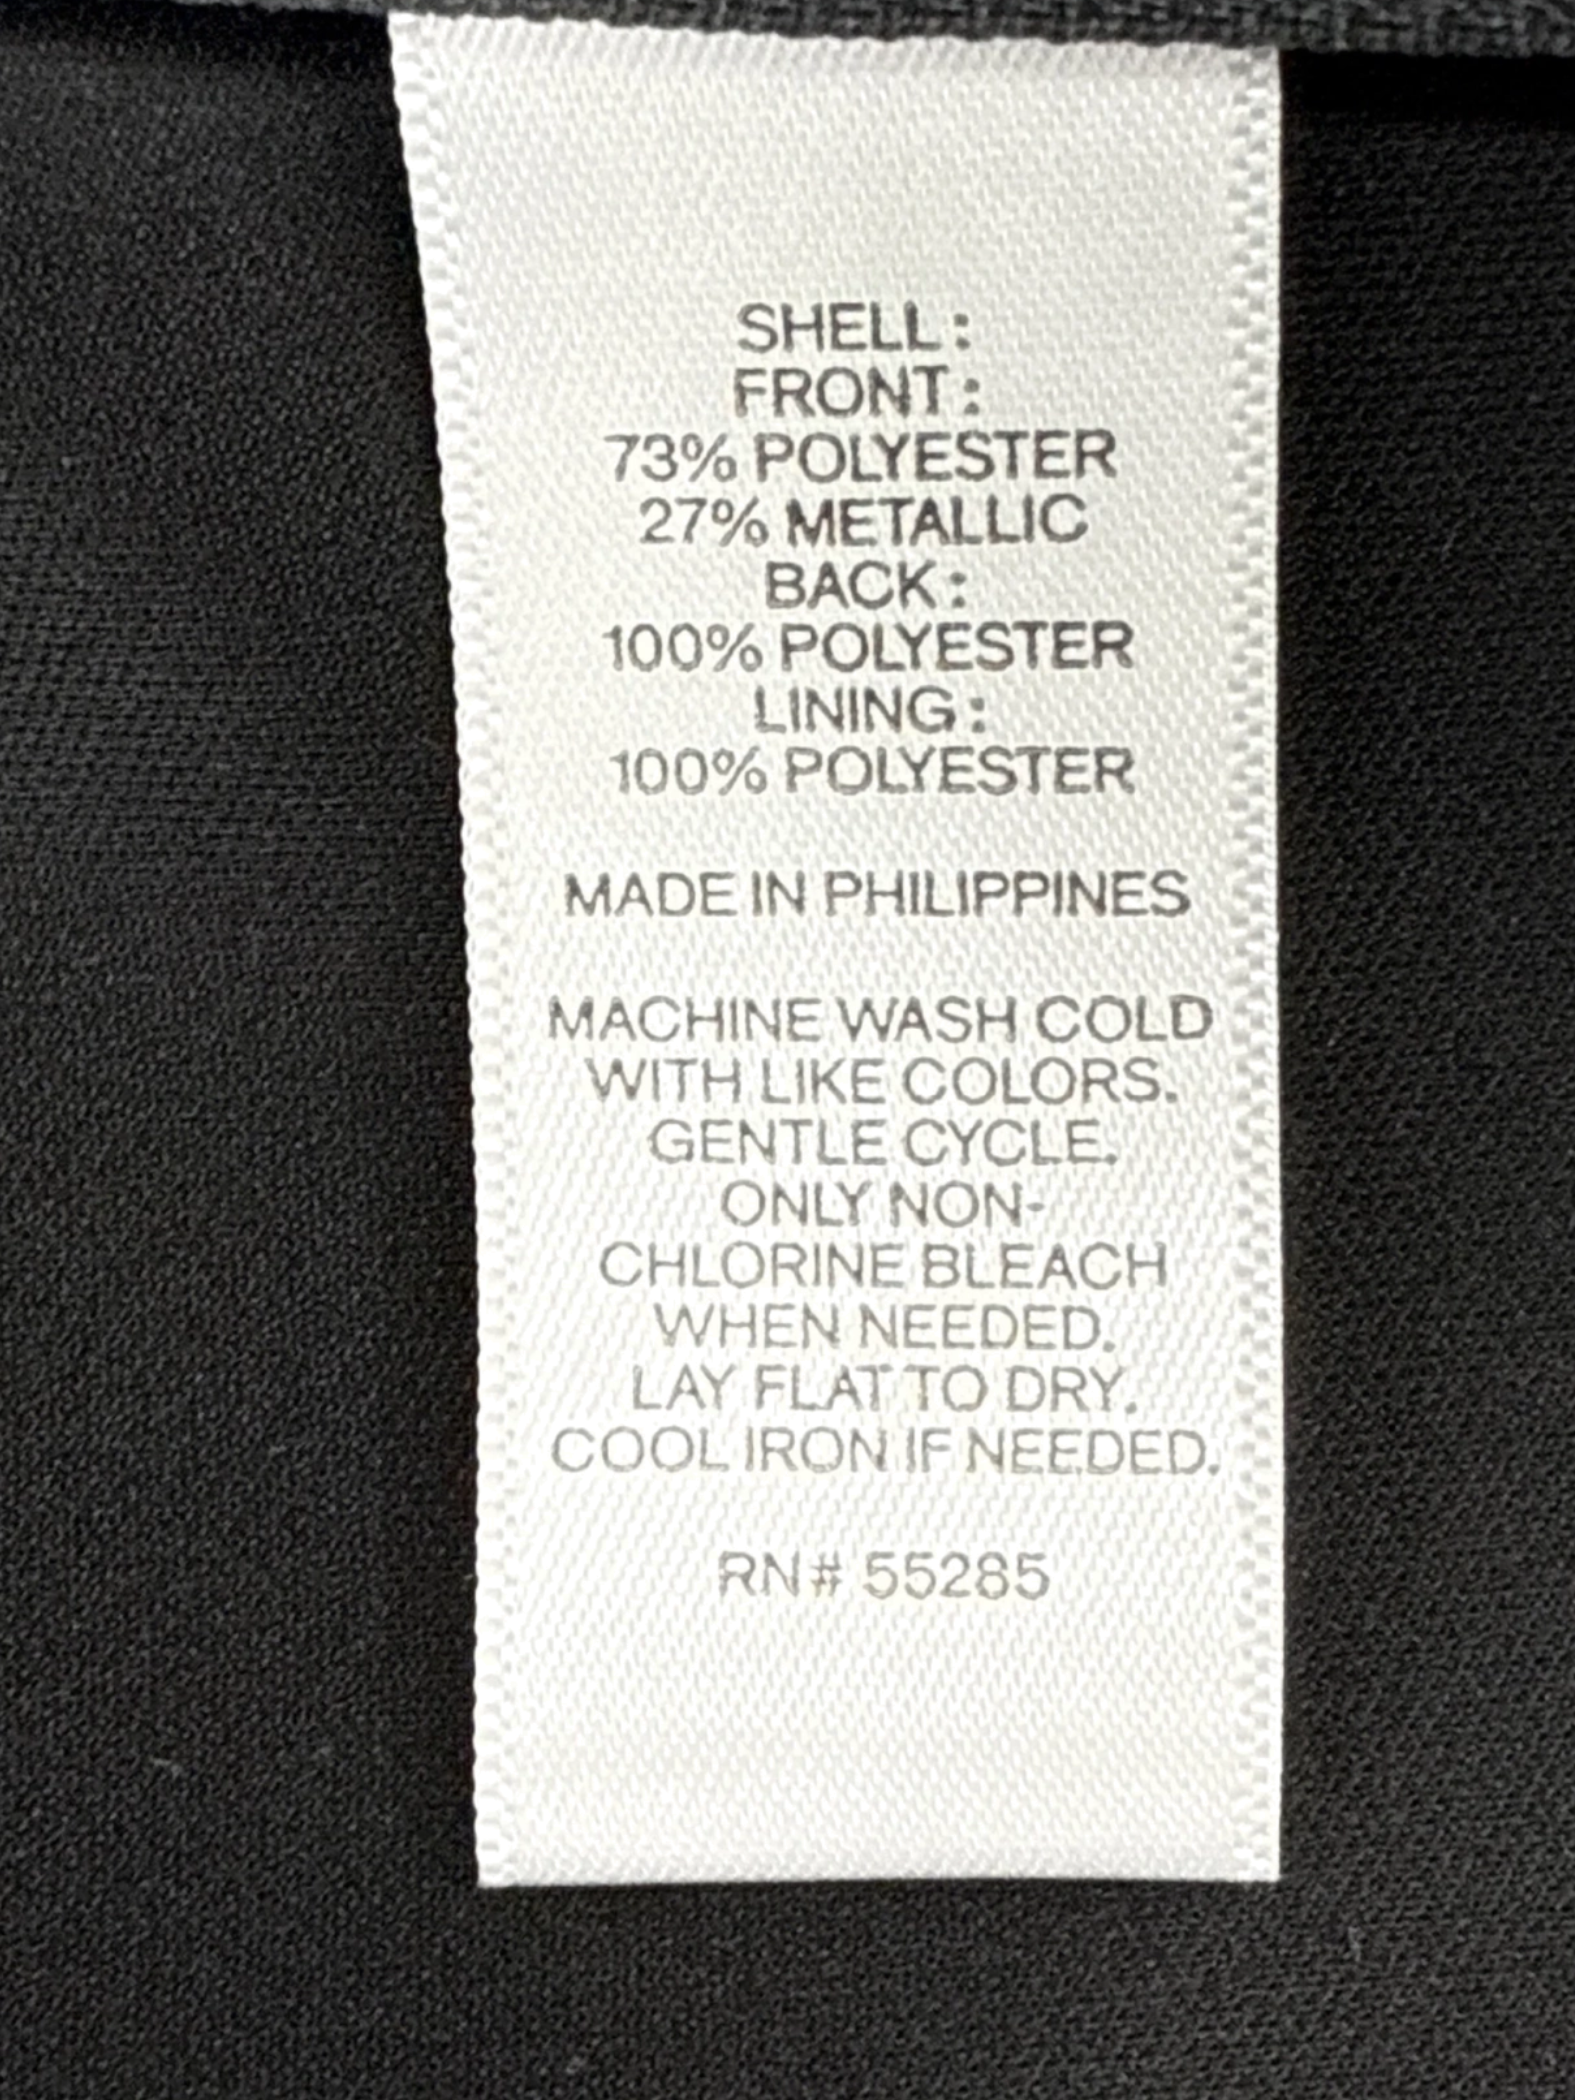 SHELL:
FRONT:
73% POLYESTER
27% METALLIC
BACK:
100% POLYESTER
LINING:
100% POLYESTER
MADE IN PHILIPPINES
MACHINE WASH COLD
WITH LIKE COLORS.
GENTLE CYCLE.
ONLY NON-
CHLORINE BLEACH
WHEN NEEDED.
LAY FLAT TO DRY.
COOL IRON IF NEEDED.
RN# 55285